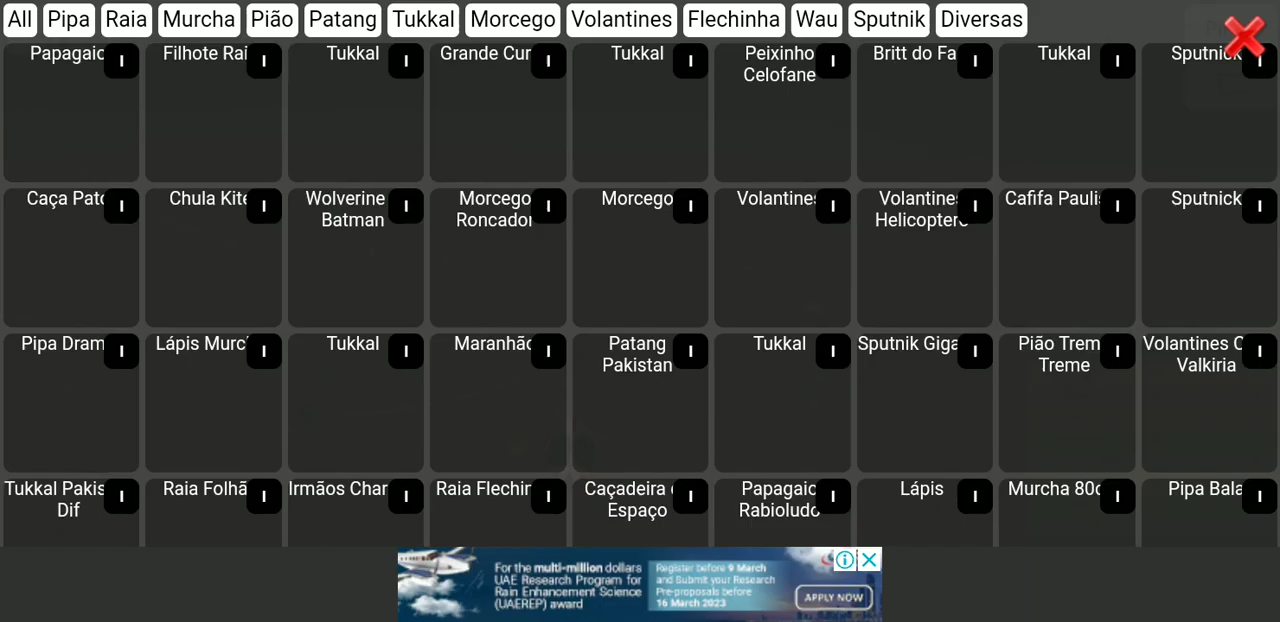 All Pipa Raia Murcha Pião Patang Tukkal Morcego Volantines Flechinha Wau Sputnik Diversas
Papagaio I Filhote Rai I Tukkal I Grande Cur I Tukkal I Peixinho I Britt do Fa I Tukkal I Sputnick I
Celofane
Caça Pato I Chula Kite I Wolverine I Morcego I Morcego I Volantines I Volantines I Cafifa Paulis I Sputnick I
Batman Roncador Helicoptero
Pipa Dram I Lápis Murc I Tukkal I Maranhão I Patang I Tukkal I Sputnik Giga I Pião Trem I Volantines I
Pakistan Treme Valkiria
Tukkal Pakis I Raia Folhã I Irmãos Char I Raia Flechin I Caçadeira I Papagaio I Lápis I Murcha 80c I Pipa Bala I
Dif Espaço Rabioludo
For the multi-million dollars
UAE Research Program for
Rain Enhancement Science
(UAEREP) award
Register before 9 March
and Submit your Research
Pre-proposals before
16 March 2023
APPLY NOW